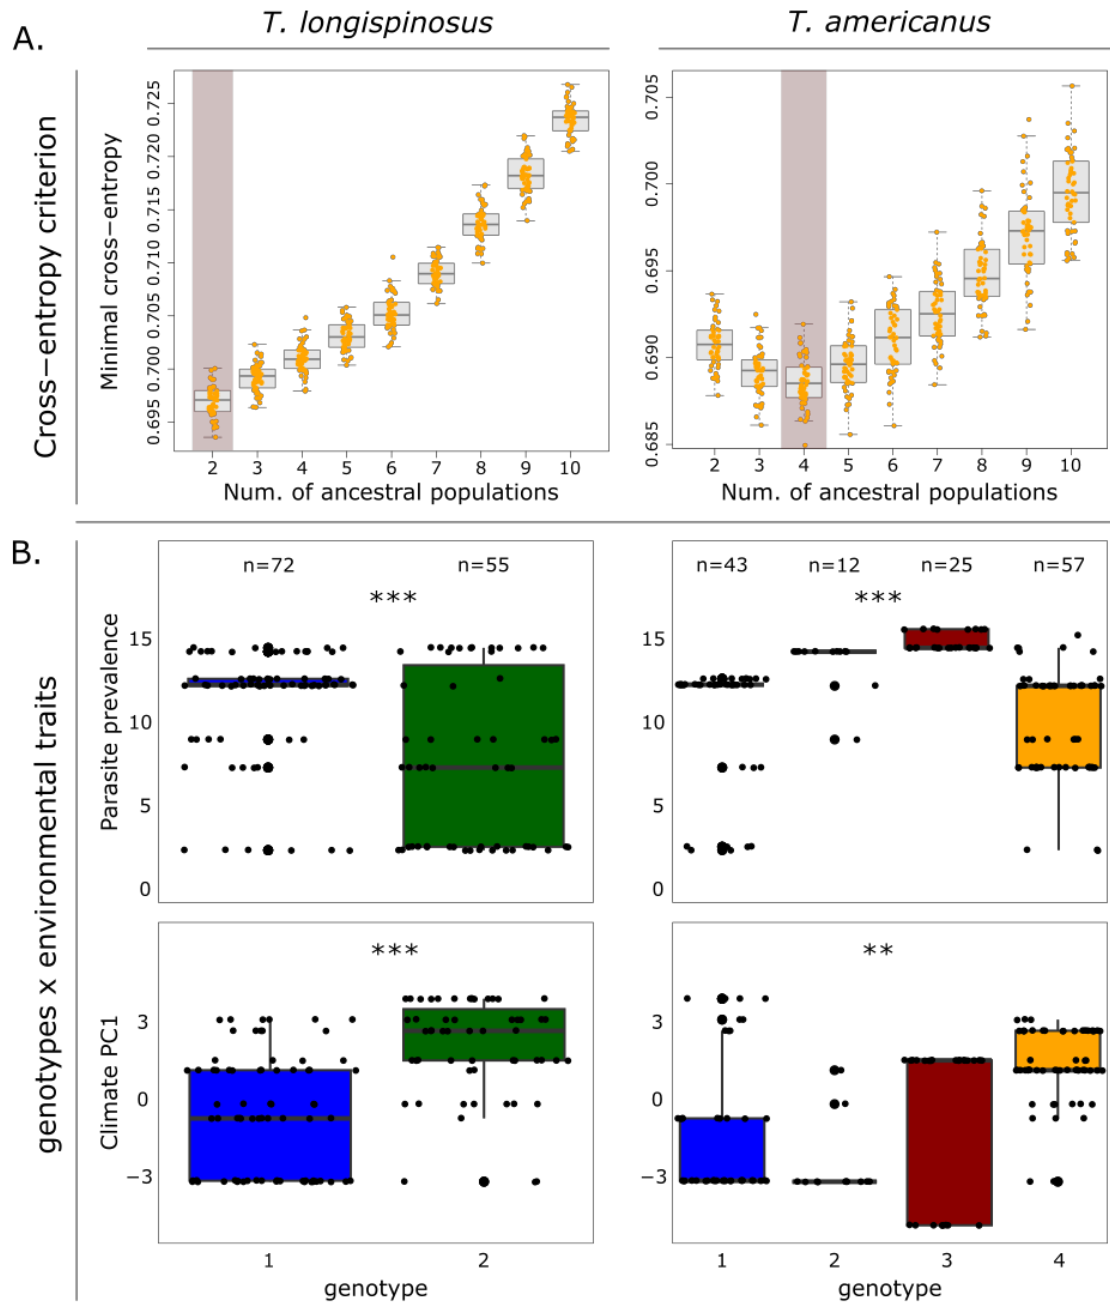 A.
T. longispinosus
T. americanus
Cross−entropy criterion
Minimal cross−entropy
0.725
0.720
0.715
0.710
0.705
0.700
0.695
2 3 4 5 6 7 8 9 10
Num. of ancestral populations
0.705
0.700
0.695
0.690
0.685
2 3 4 5 6 7 8 9 10
Num. of ancestral populations
B.
genotypes x environmental traits
Parasite prevalence
n=72 n=55
***
15
10
5
0
n=43 n=12 n=25 n=57
***
15
10
5
0
Climate PC1
***
3
0
−3
1 2
genotype
**
3
0
−3
1 2 3 4
genotype